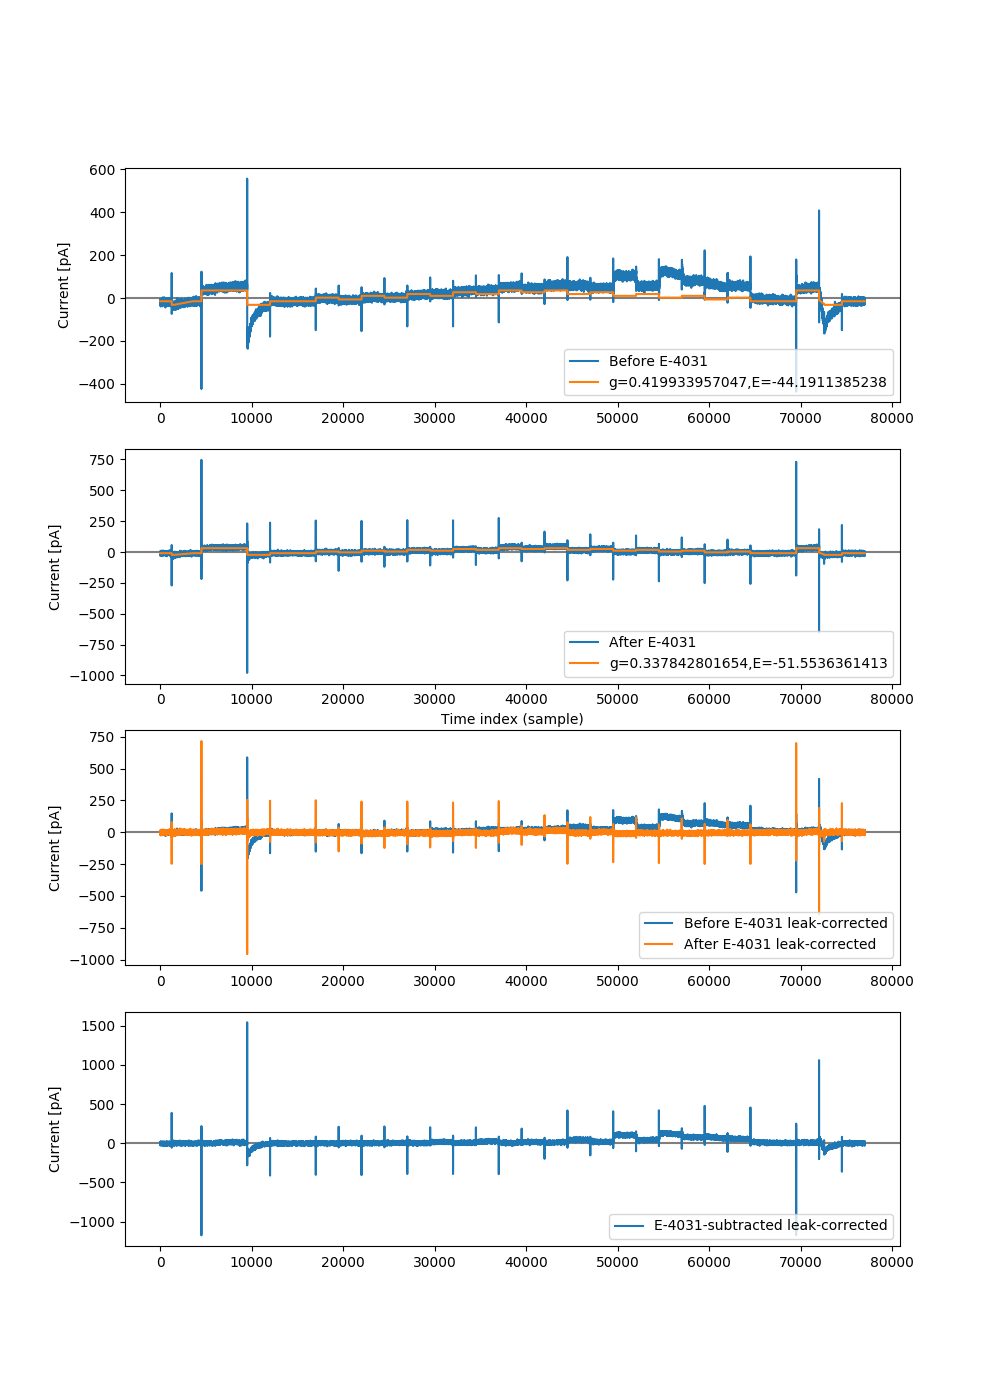 600
400
200
0
−200
−400
Current [pA]
Before E-4031
g=0.419933957047,E=-44.1911385238
0 10000 20000 30000 40000 50000 60000 70000 80000
750
500
250
0
−250
−500
−750
−1000
Current [pA]
After E-4031
g=0.337842801654,E=-51.5536361413
0 10000 20000 30000 40000 50000 60000 70000 80000
Time index (sample)
750
500
250
0
−250
−500
−750
−1000
Current [pA]
Before E-4031 leak-corrected
After E-4031 leak-corrected
0 10000 20000 30000 40000 50000 60000 70000 80000
1500
1000
500
0
−500
−1000
Current [pA]
E-4031-subtracted leak-corrected
0 10000 20000 30000 40000 50000 60000 70000 80000